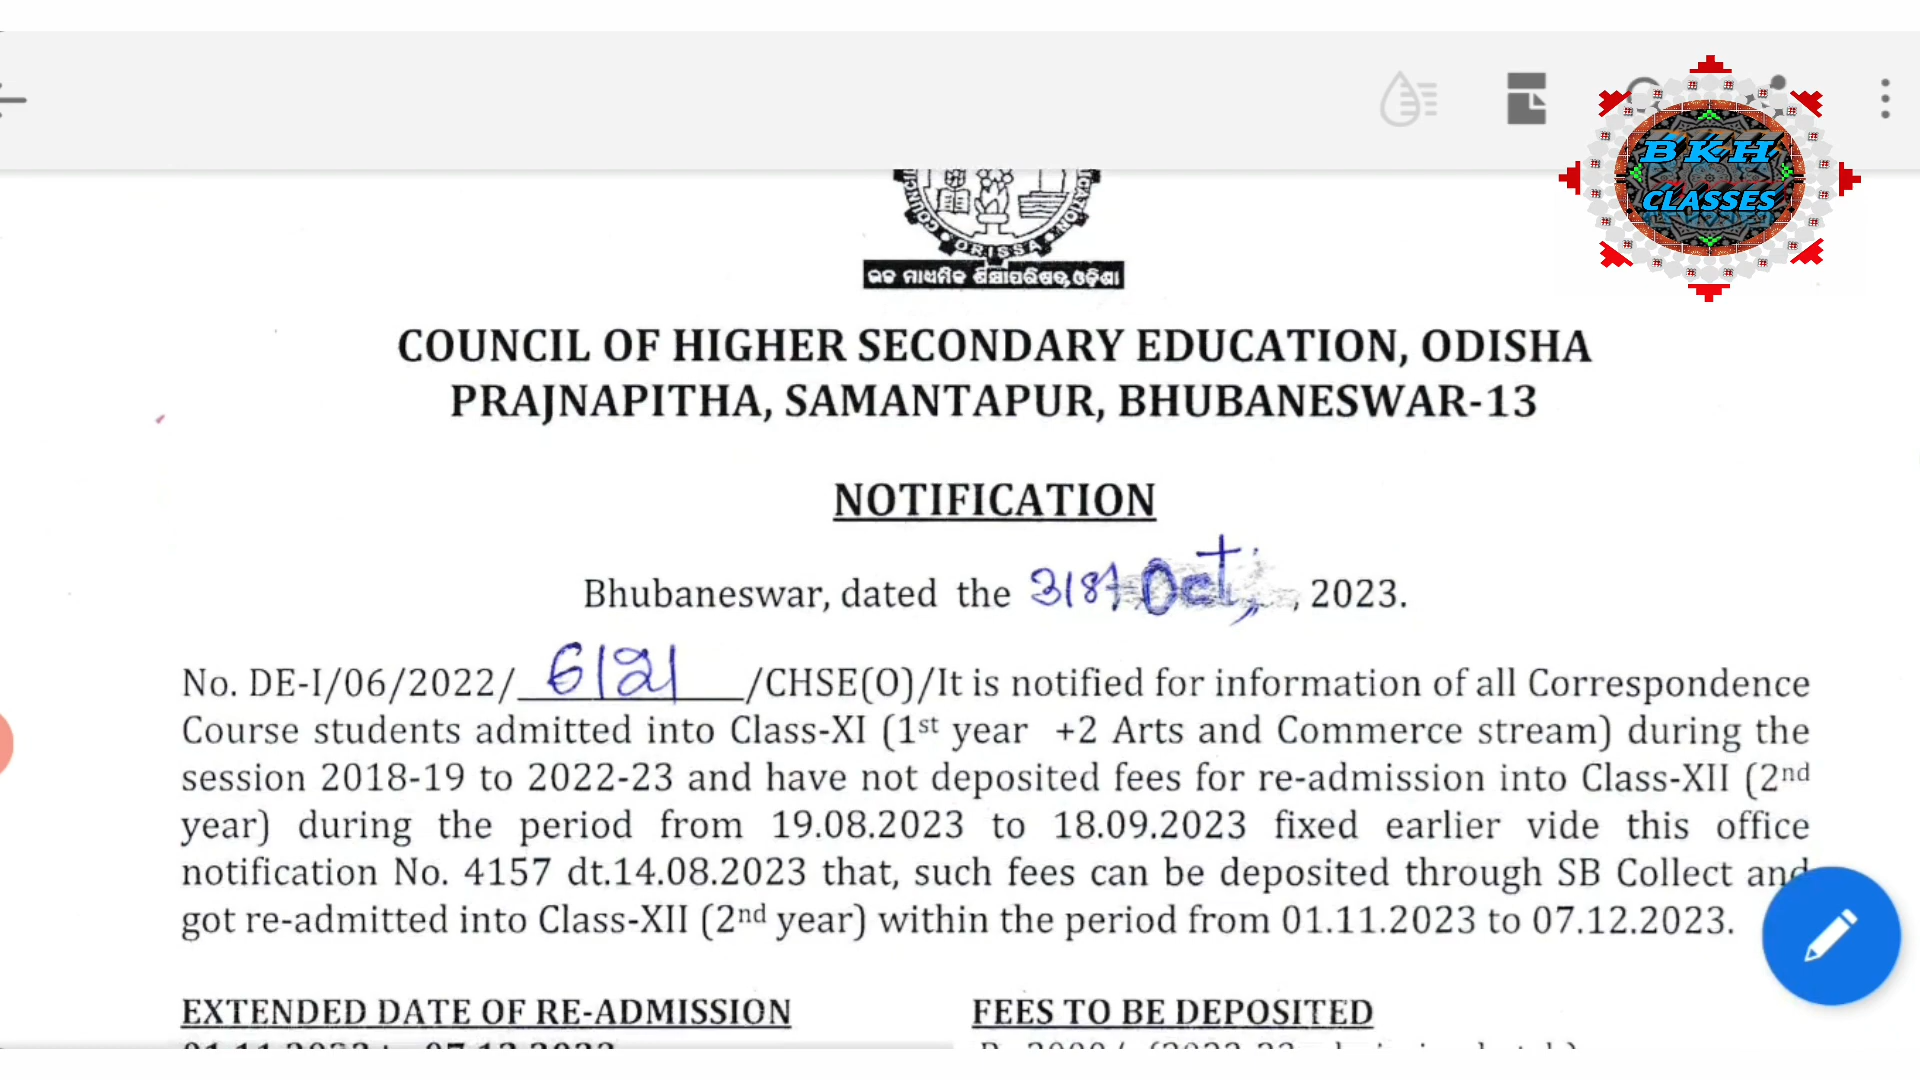 BKH
CLASSES
ORISSA
COUNCIL OF HIGHER SECONDARY EDUCATION, ODISHA
PRAJNAPITHA, SAMANTAPUR, BHUBANESWAR-13
NOTIFICATION
Bhubaneswar, dated the 31st Oct, , 2023.
No. DE-I/06/2022/ 6121 /CHSE(O)/It is notified for information of all Correspondence
Course students admitted into Class-XI (1st year +2 Arts and Commerce stream) during the
session 2018-19 to 2022-23 and have not deposited fees for re-admission into Class-XII (2nd
year) during the period from 19.08.2023 to 18.09.2023 fixed earlier vide this office
notification No. 4157 dt.14.08.2023 that, such fees can be deposited through SB Collect and
got re-admitted into Class-XII (2nd year) within the period from 01.11.2023 to 07.12.2023.
EXTENDED DATE OF RE-ADMISSION FEES TO BE DEPOSITED